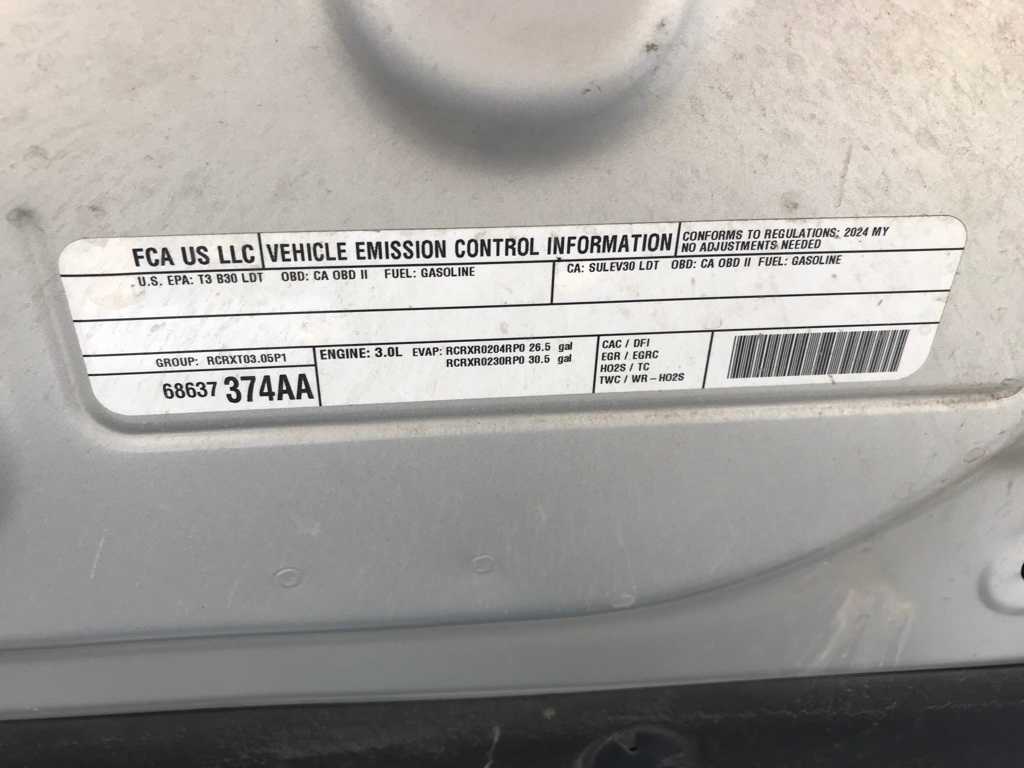 FCA US LLC
VEHICLE EMISSION CONTROL INFORMATION
CONFORMS TO REGULATIONS: 2024 MY
NO ADJUSTMENTS NEEDED
U.S. EPA: T3 B30 LDT OBD: CA OBD II FUEL: GASOLINE
CA: SULEV30 LDT OBD: CA OBD II FUEL: GASOLINE
GROUP: RCRXT03.05P1
68637 374AA
ENGINE: 3.0L EVAP: RCRXR0204RP0 26.5 gal
RCRXR0230RP0 30.5 gal
CAC / DFI
EGR / EGRC
HO2S / TC
TWC / WR-HO2S